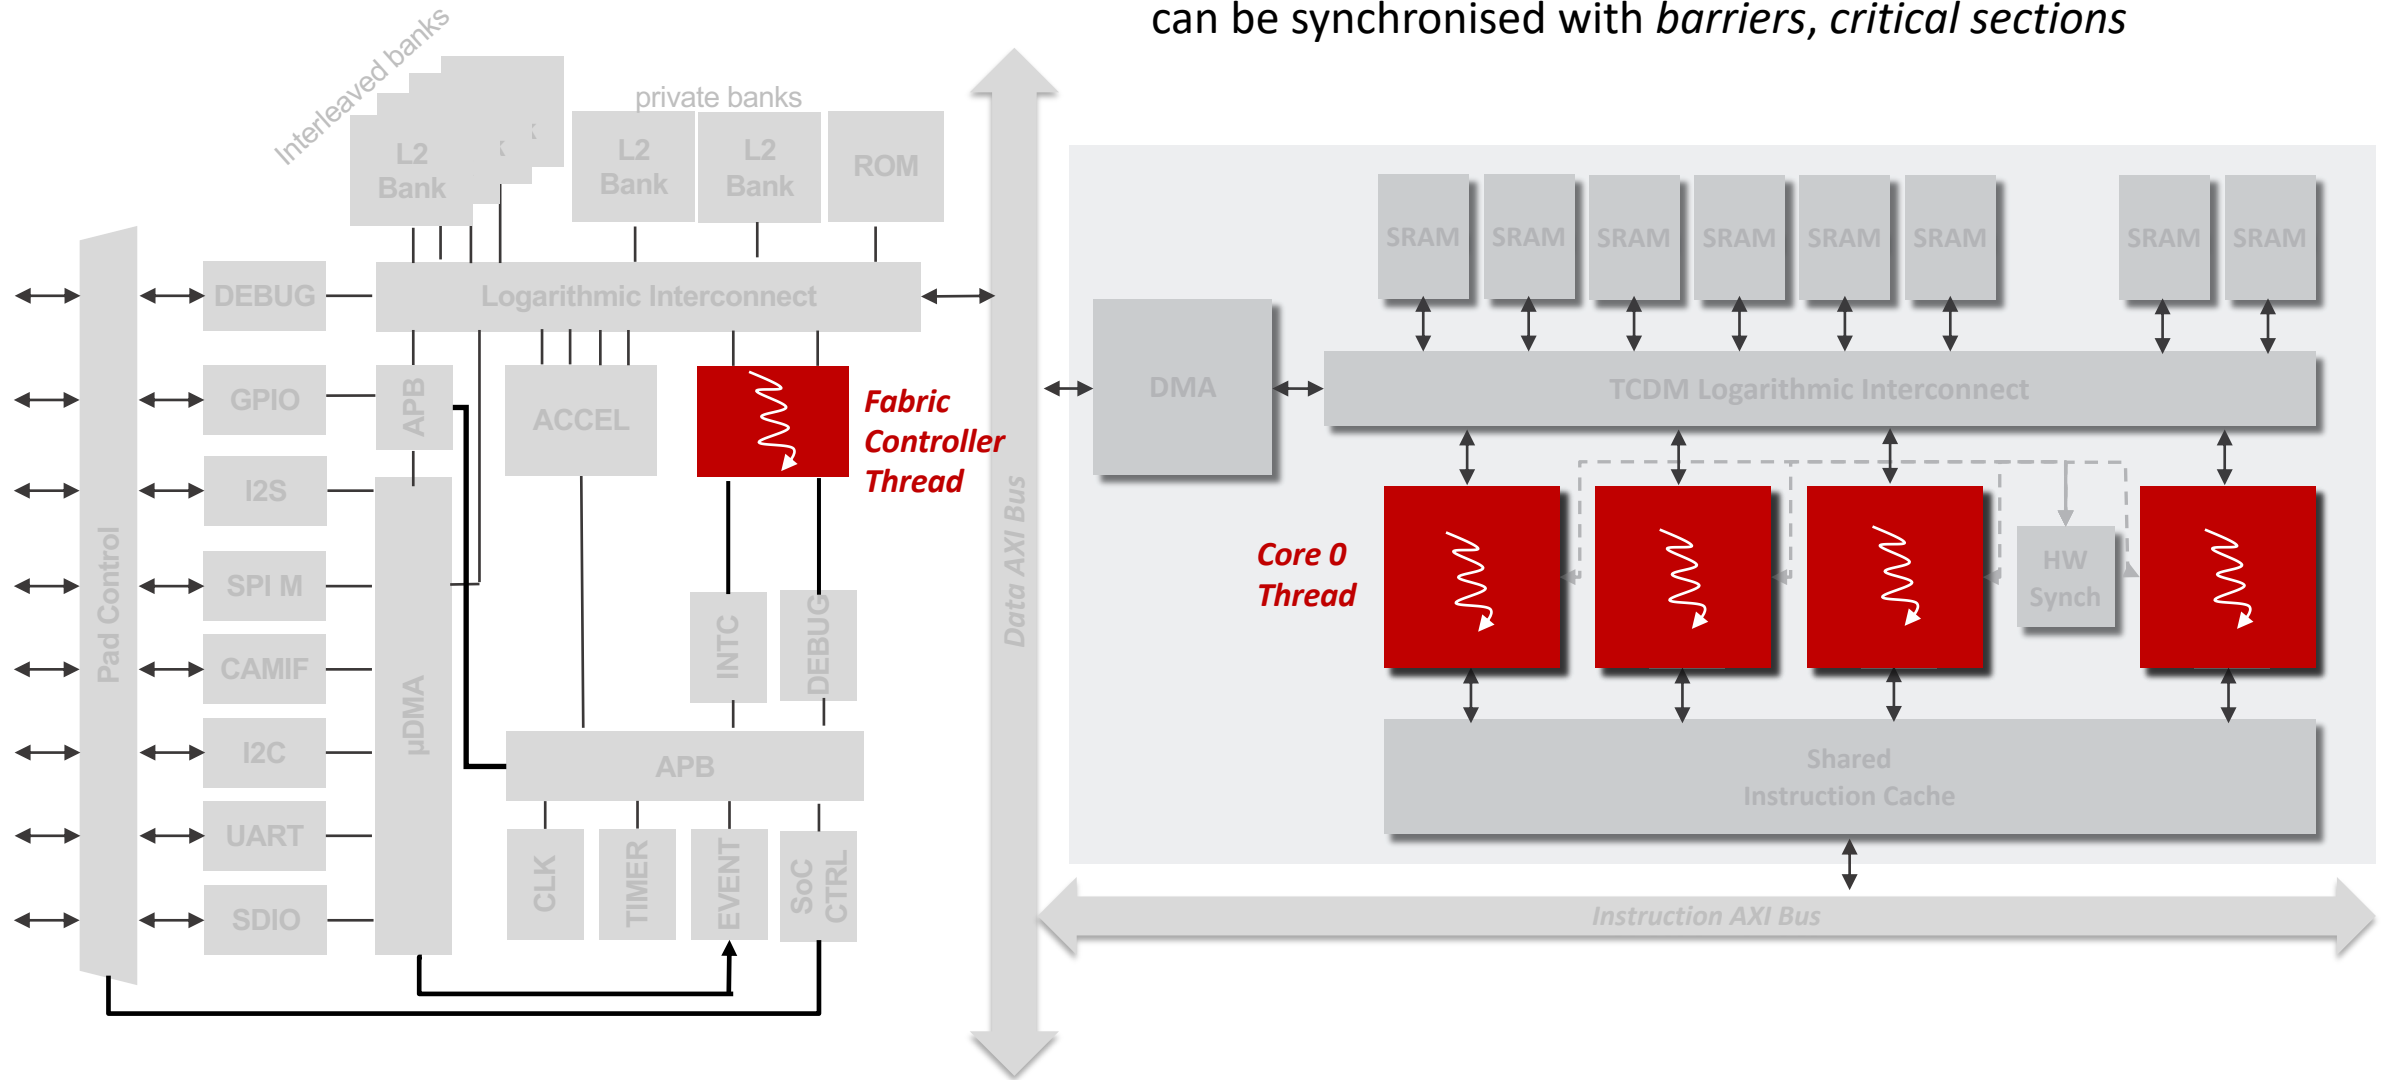 can be synchronised with barriers, critical sections
Interleaved banks
private banks
L2
Bank
k
k
L2
Bank
L2
Bank
ROM
DEBUG
Logarithmic Interconnect
GPIO
APB
ACCEL
Fabric
Controller
Thread
I2S
SPI M
CAMIF
I2C
UART
SDIO
Pad Control
µDMA
INTC
DEBUG
APB
CLK
TIMER
EVENT
SoC
CTRL
Data AXI Bus
SRAM
SRAM
SRAM
SRAM
SRAM
SRAM
SRAM
SRAM
DMA
TCDM Logarithmic Interconnect
Core 0
Thread
HW
Synch
Shared
Instruction Cache
Instruction AXI Bus